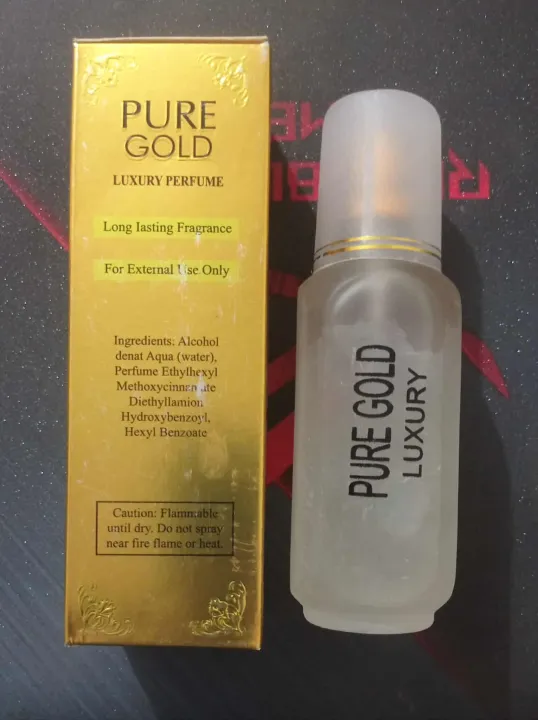 PURE
GOLD
LUXURY PERFUME
Long lasting Fragrance
For External Use Only
Ingredients: Alcohol
denat Aqua (water),
Perfume Ethylhexyl
Methoxycinnamate
Diethyllamion
Hydroxybenzoyl,
Hexyl Benzoate
Caution: Flammable
until dry. Do not spray
near fire flame or heat.
PURE GOLD
LUXURY